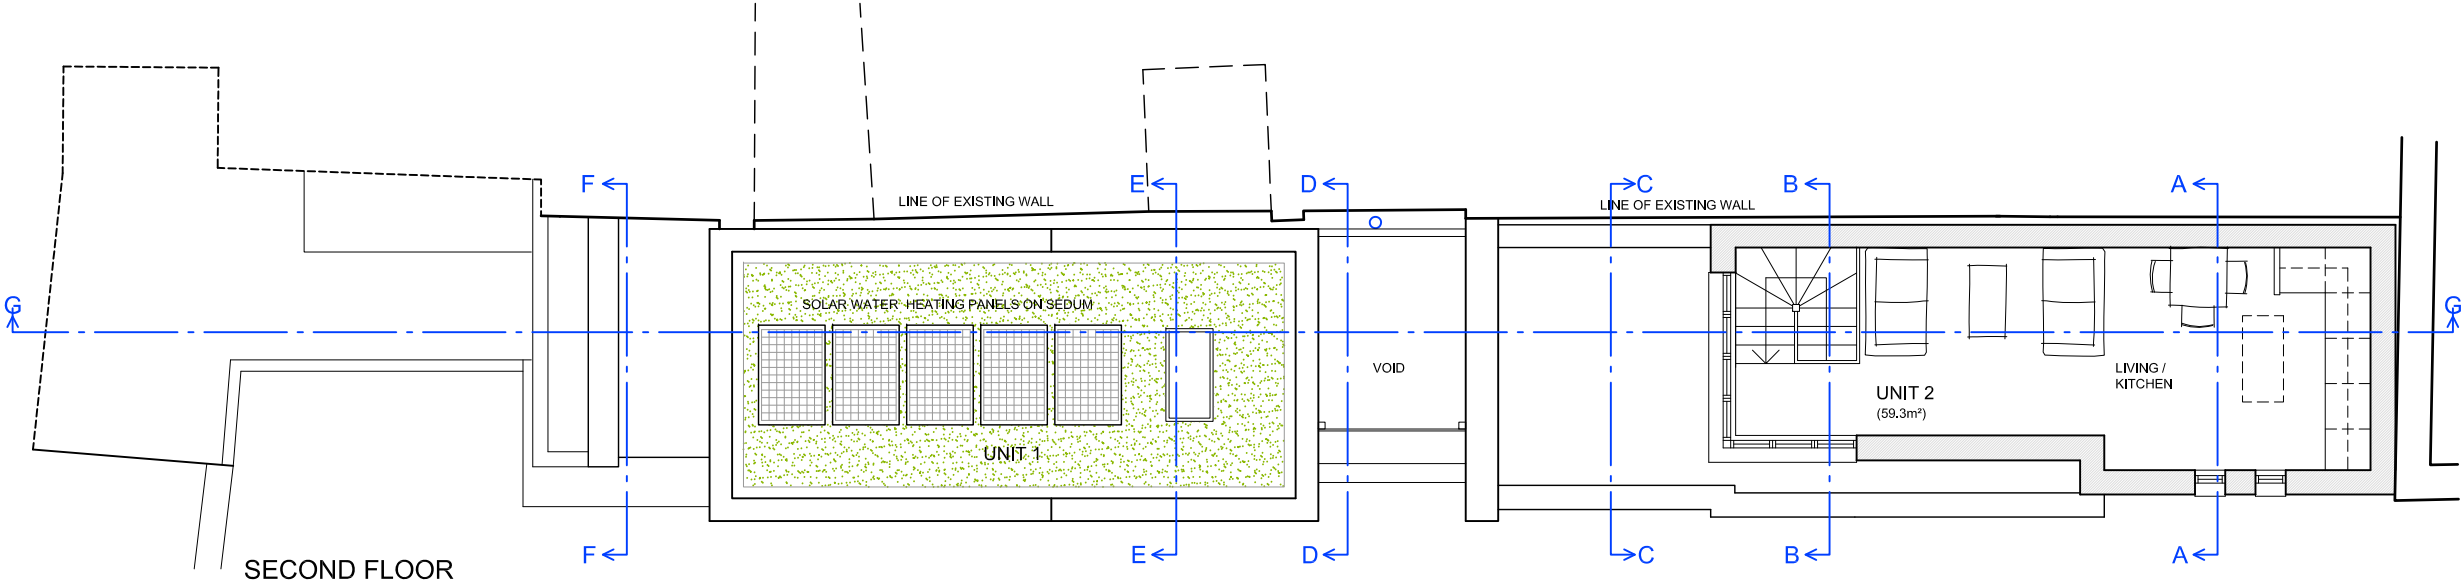 F
E
D
C
B
A
LINE OF EXISTING WALL
LINE OF EXISTING WALL
G
SOLAR WATER HEATING PANELS ON SEDUM
G
VOID
LIVING /
KITCHEN
UNIT 2
(59.3m²)
UNIT 1
F
E
D
C
B
A
SECOND FLOOR